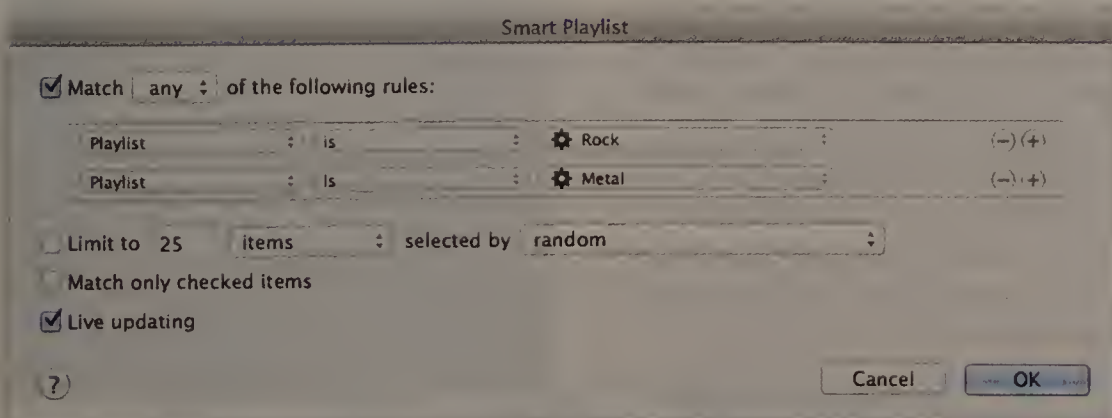 Smart Playlist
Match any of the following rules:
Playlist is Rock (-) (+)
Playlist is Metal (-) (+)
Limit to 25 items selected by random
Match only checked items
Live updating
(?)
Cancel OK